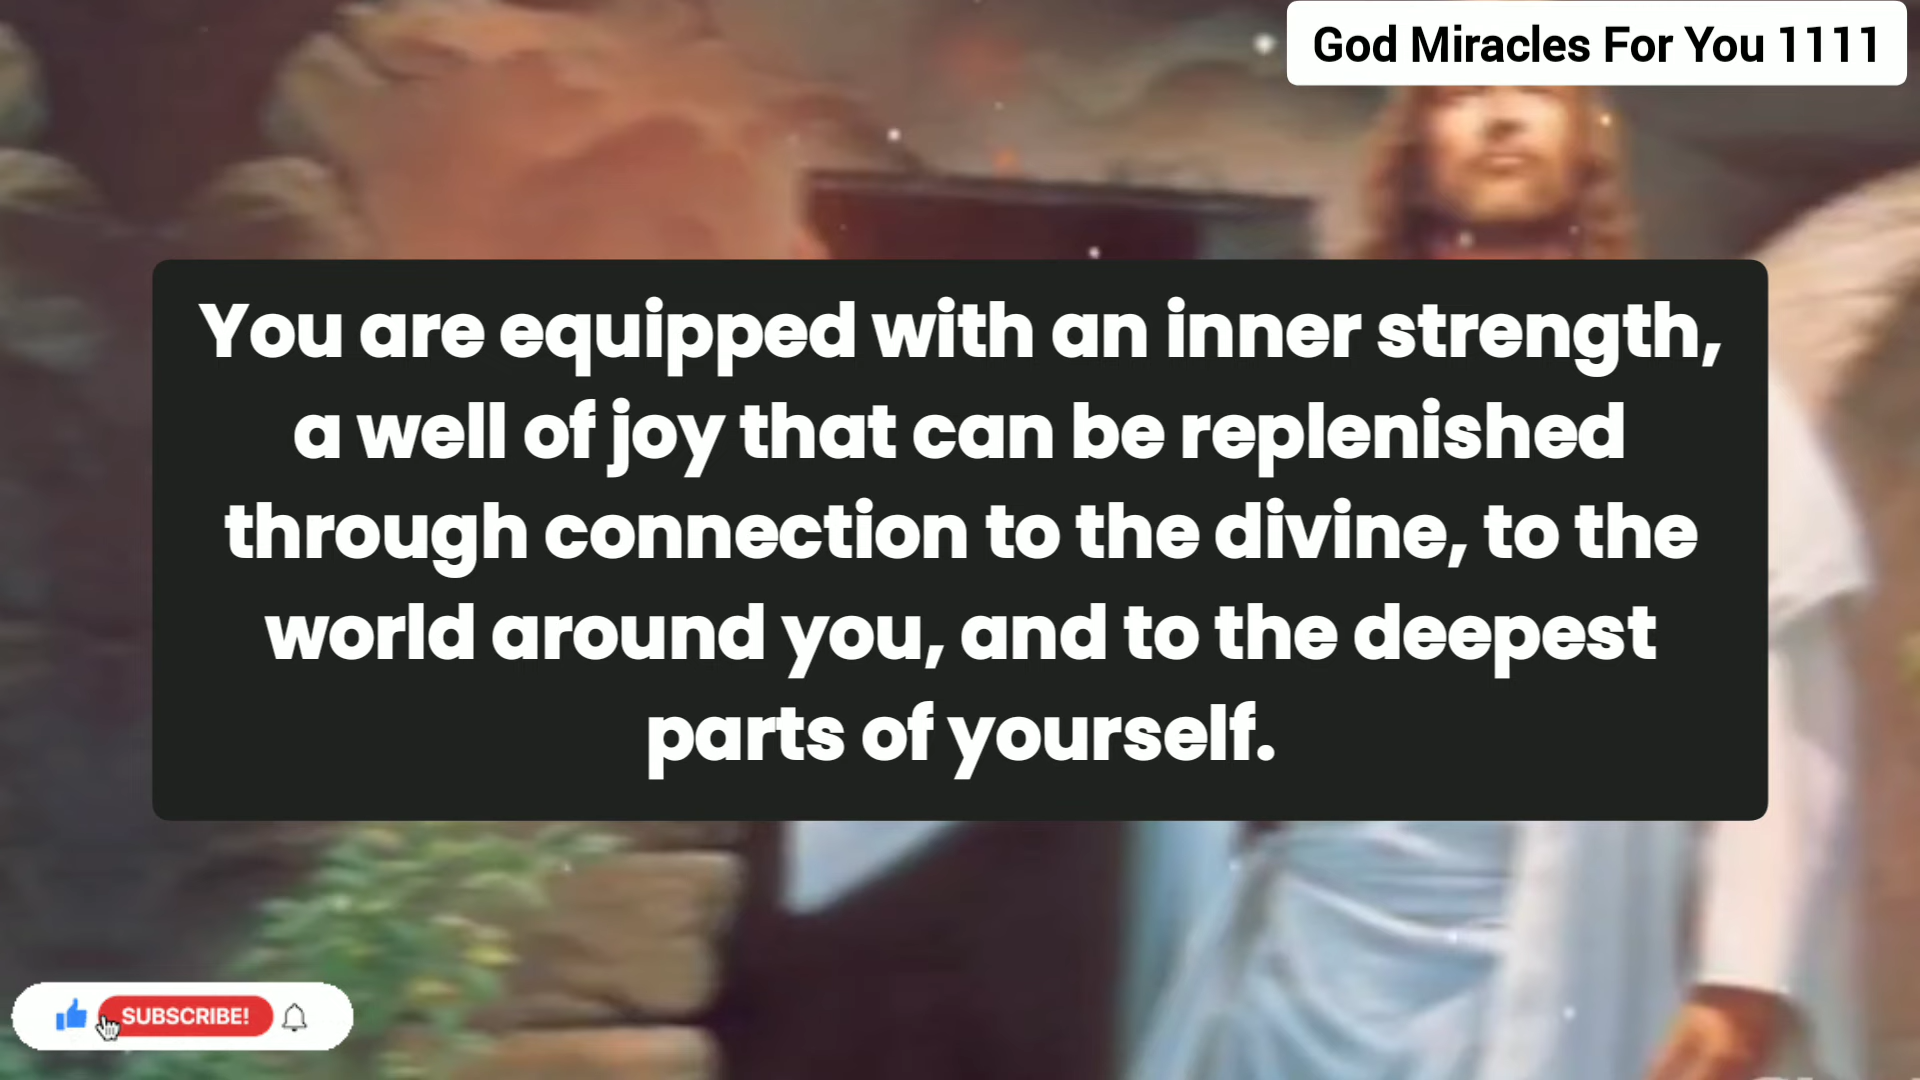 God Miracles For You 1111
You are equipped with an inner strength,
a well of joy that can be replenished
through connection to the divine, to the
world around you, and to the deepest
parts of yourself.
SUBSCRIBE!